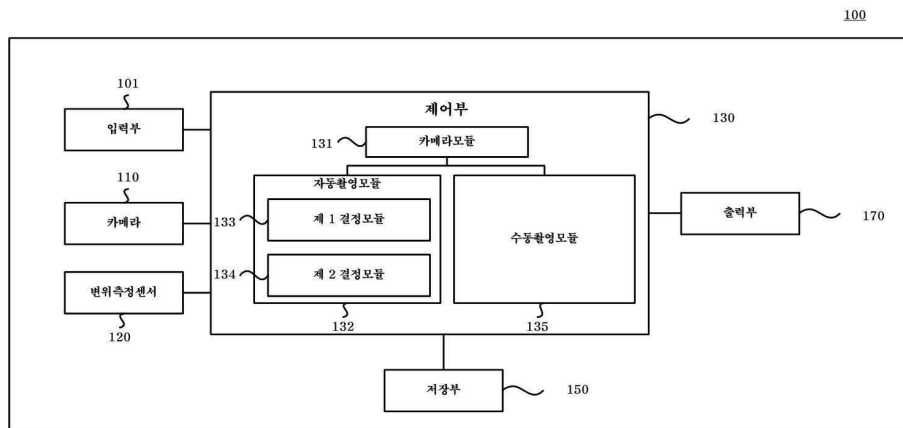 100
101
입력부
제어부
130
131
카메라모듈
110
카메라
자동촬영모듈
133
제 1 결정모듈
수동촬영모듈
출력부
170
134
제 2 결정모듈
변위측정센서
120
132
135
저장부
150